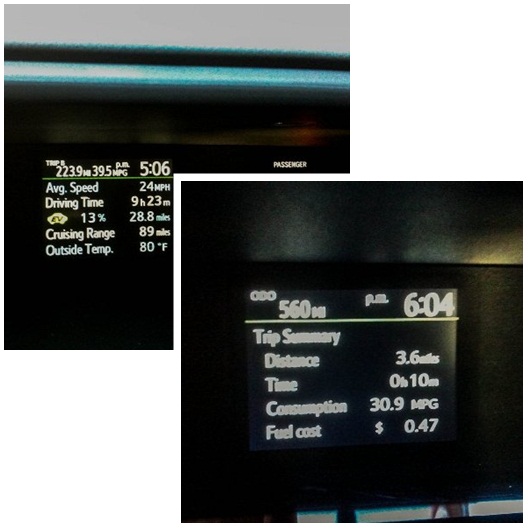 TRIP B
223.9MI 39.5MPG p.m. 5:06
PASSENGER
Avg. Speed 24MPH
Driving Time 9h23m
EV 13% 28.8 miles
Cruising Range 89 miles
Outside Temp. 80 °F
ODO
560MI p.m. 6:04
Trip Summary
Distance 3.6miles
Time 0h10m
Consumption 30.9 MPG
Fuel cost $ 0.47